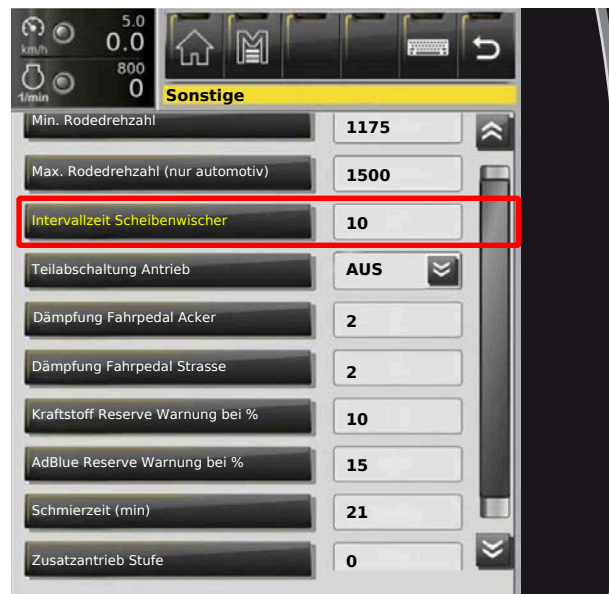 5.0
km/h 0.0
800
1/min 0
Sonstige
Min. Rodedrehzahl 1175
Max. Rodedrehzahl (nur automotiv) 1500
Intervallzeit Scheibenwischer 10
Teilabschaltung Antrieb AUS
Dämpfung Fahrpedal Acker 2
Dämpfung Fahrpedal Strasse 2
Kraftstoff Reserve Warnung bei % 10
AdBlue Reserve Warnung bei % 15
Schmierzeit (min) 21
Zusatzantrieb Stufe 0